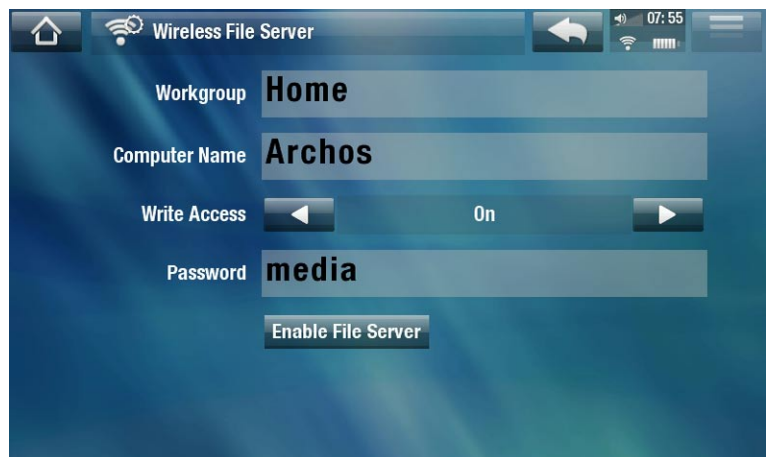 Wireless File Server
07:55
Workgroup Home
Computer Name Archos
Write Access On
Password media
Enable File Server